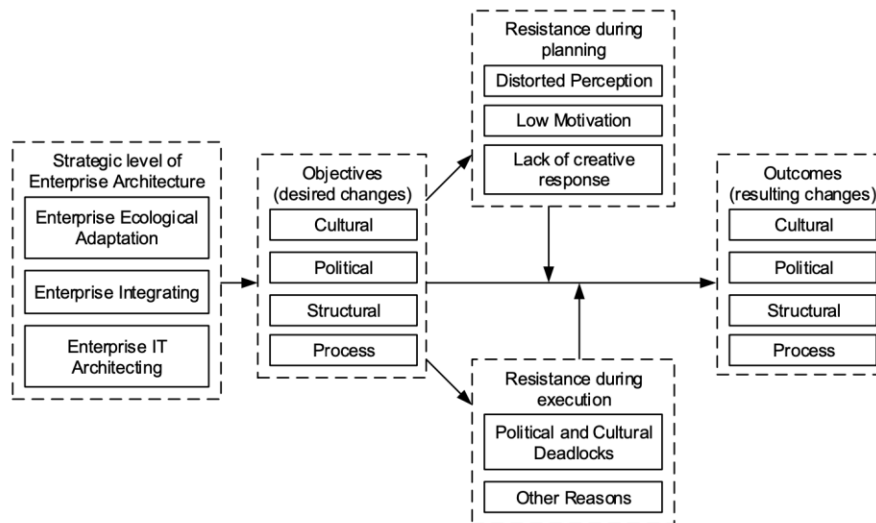 Strategic level of
Enterprise Architecture
Enterprise Ecological
Adaptation
Enterprise Integrating
Enterprise IT
Architecting
Objectives
(desired changes)
Cultural
Political
Structural
Process
Resistance during
planning
Distorted Perception
Low Motivation
Lack of creative
response
Resistance during
execution
Political and Cultural
Deadlocks
Other Reasons
Outcomes
(resulting changes)
Cultural
Political
Structural
Process